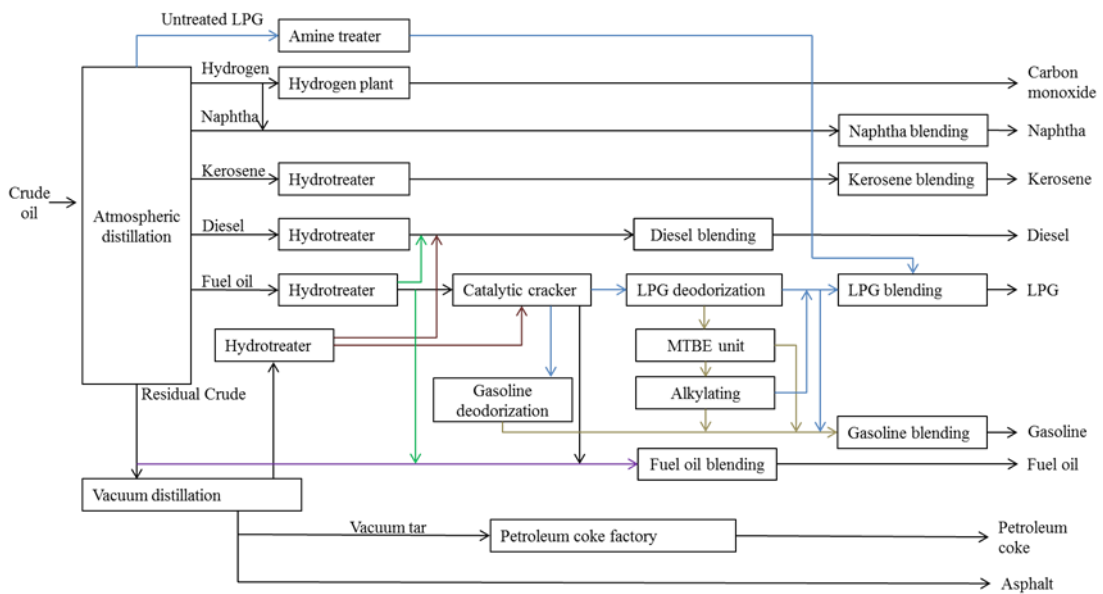 Untreated LPG
Amine treater
Hydrogen
Hydrogen plant
Carbon
monoxide
Naphtha
Naphtha blending
Naphtha
Kerosene
Hydrotreater
Kerosene blending
Kerosene
Crude
oil
Atmospheric
distillation
Diesel
Hydrotreater
Diesel blending
Diesel
Fuel oil
Hydrotreater
Catalytic cracker
LPG deodorization
LPG blending
LPG
Hydrotreater
MTBE unit
Residual Crude
Gasoline
deodorization
Alkylating
Gasoline blending
Gasoline
Fuel oil blending
Fuel oil
Vacuum distillation
Vacuum tar
Petroleum coke factory
Petroleum
coke
Asphalt